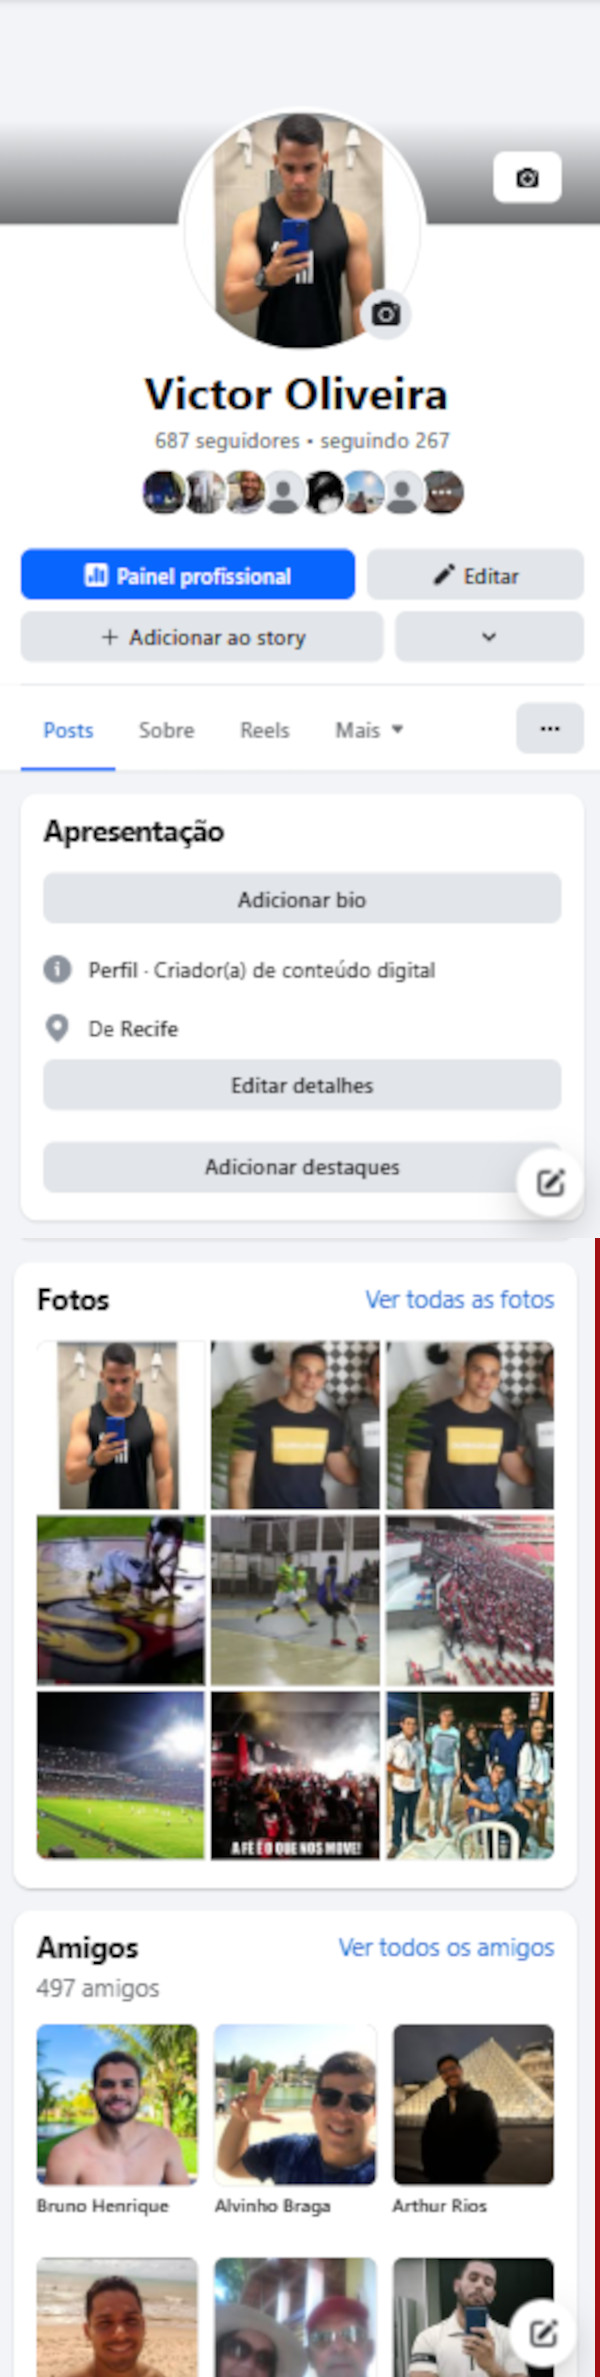 Victor Oliveira
687 seguidores • seguindo 267
Painel profissional
Editar
+ Adicionar ao story
Posts
Sobre
Reels
Mais
Apresentação
Adicionar bio
Perfil · Criador(a) de conteúdo digital
De Recife
Editar detalhes
Adicionar destaques
Fotos
Ver todas as fotos
A FÉ É O QUE NOS MOVE!
Amigos
Ver todos os amigos
497 amigos
Bruno Henrique
Alvinho Braga
Arthur Rios